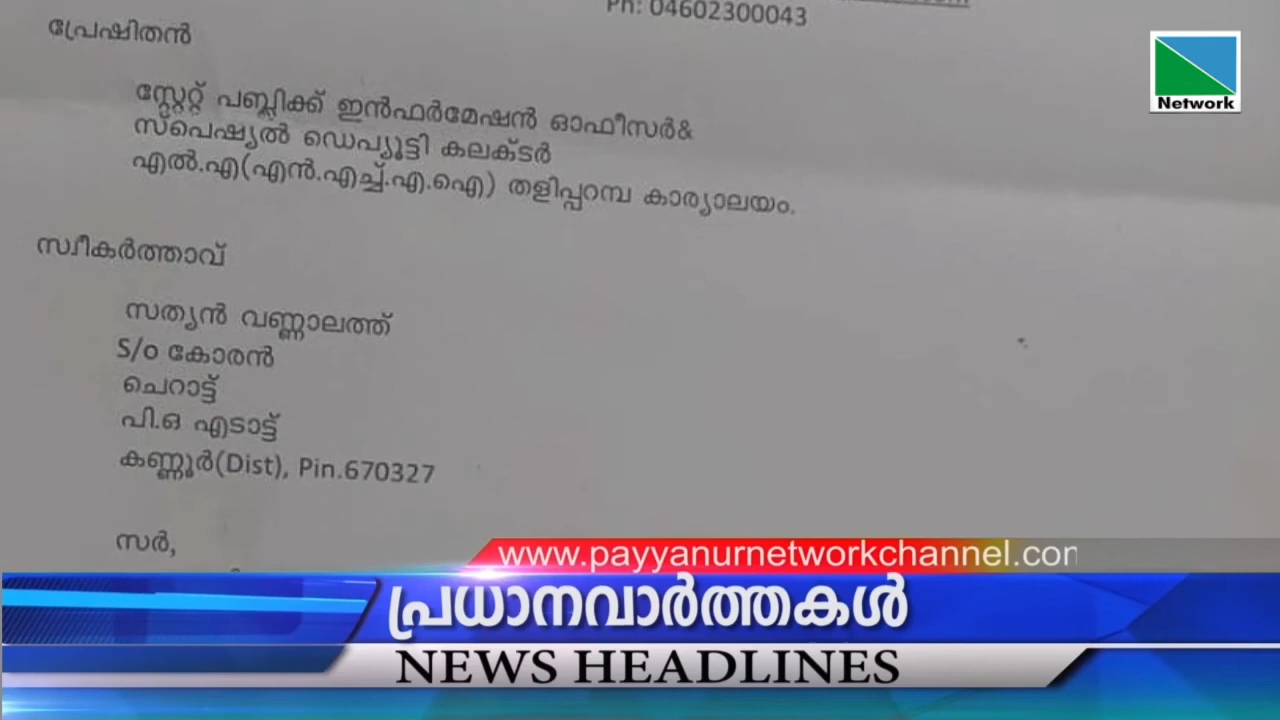 Ph: 04602300043
പ്രേഷിതൻ
സ്റ്റേറ്റ് പബ്ലിക്ക് ഇൻഫർമേഷൻ ഓഫീസർ&
സ്പെഷ്യൽ ഡെപ്യൂട്ടി കലക്ടർ
എൽ.എ(എൻ.എച്ച്.എ.ഐ) തളിപ്പറമ്പ കാര്യാലയം.
സ്വീകർത്താവ്
സത്യൻ വണ്ണാലത്ത്
S/o കോരൻ
ചെറാട്ട്
പി.ഒ എടാട്ട്
കണ്ണൂർ(Dist), Pin.670327
സർ,
Network
www.payyanurnetworkchannel.con
പ്രധാനവാർത്തകൾ
NEWS HEADLINES